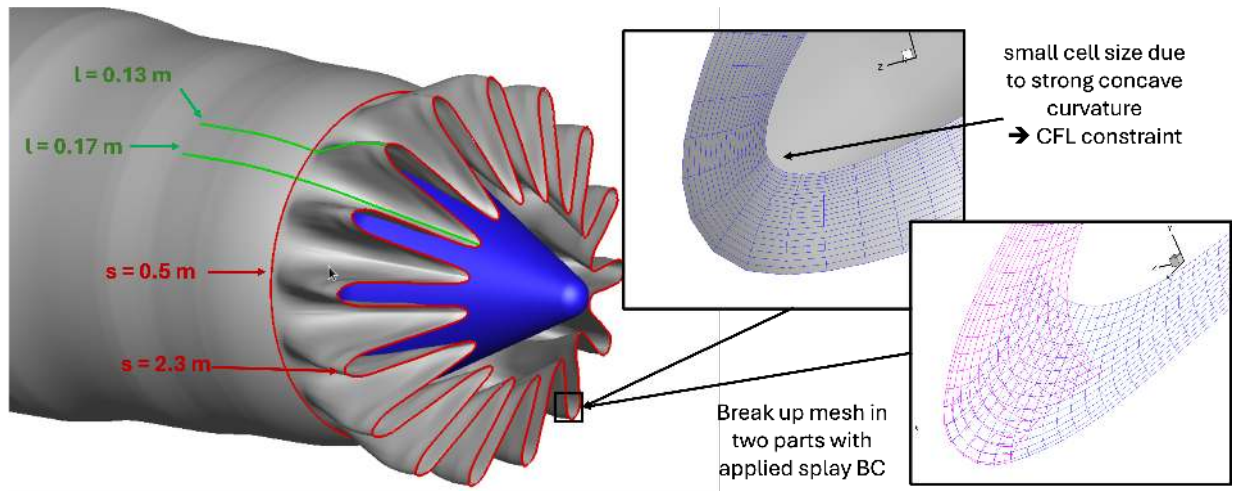 l = 0.13 m
l = 0.17 m
s = 0.5 m
s = 2.3 m
small cell size due
to strong concave
curvature
➔ CFL constraint
z
Break up mesh in
two parts with
applied splay BC
Y